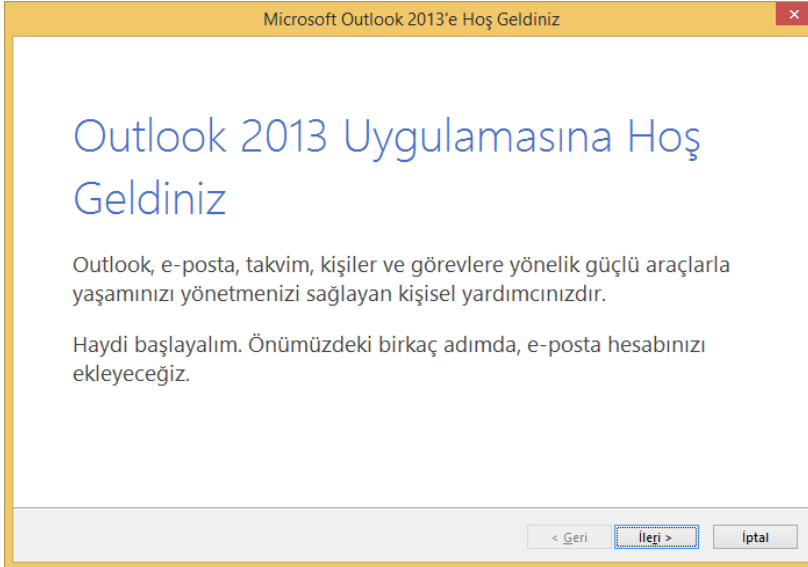 Microsoft Outlook 2013'e Hoş Geldiniz
Outlook 2013 Uygulamasına Hoş
Geldiniz
Outlook, e-posta, takvim, kişiler ve görevlere yönelik güçlü araçlarla
yaşamınızı yönetmenizi sağlayan kişisel yardımcınızdır.
Haydi başlayalım. Önümüzdeki birkaç adımda, e-posta hesabınızı
ekleyeceğiz.
< Geri İleri > İptal